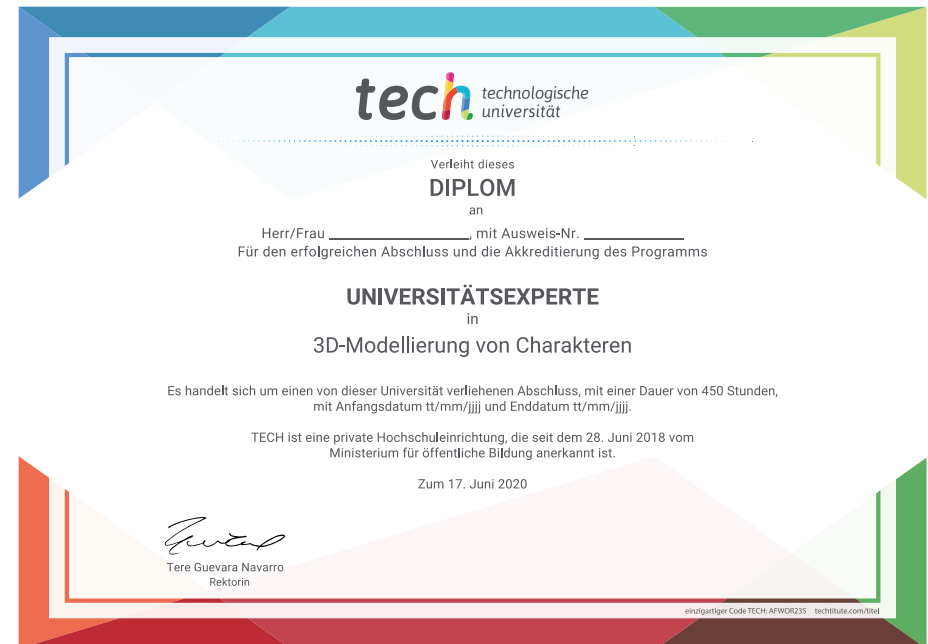 tech technologische
universität
Verleiht dieses
DIPLOM
an
Herr/Frau ____________________, mit Ausweis-Nr. ______________
Für den erfolgreichen Abschluss und die Akkreditierung des Programms
UNIVERSITÄTSEXPERTE
in
3D-Modellierung von Charakteren
Es handelt sich um einen von dieser Universität verliehenen Abschluss, mit einer Dauer von 450 Stunden,
mit Anfangsdatum tt/mm/jjjj und Enddatum tt/mm/jjjj.
TECH ist eine private Hochschuleinrichtung, die seit dem 28. Juni 2018 vom
Ministerium für öffentliche Bildung anerkannt ist.
Zum 17. Juni 2020
Tere Guevara Navarro
Rektorin
einzigartiger Code TECH: AFWOR235 techtitute.com/titel